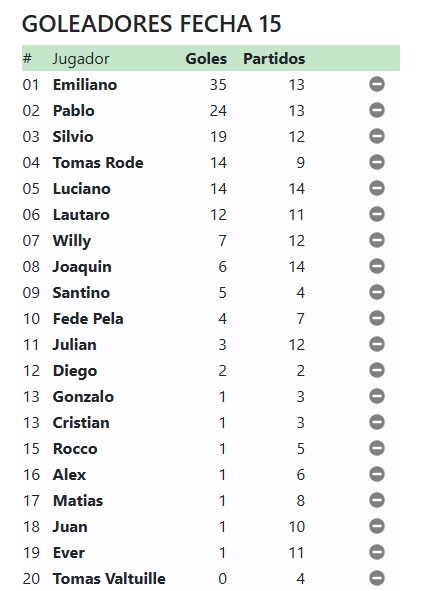 GOLEADORES FECHA 15
# Jugador Goles Partidos
01 Emiliano 35 13
02 Pablo 24 13
03 Silvio 19 12
04 Tomas Rode 14 9
05 Luciano 14 14
06 Lautaro 12 11
07 Willy 7 12
08 Joaquin 6 14
09 Santino 5 4
10 Fede Pela 4 7
11 Julian 3 12
12 Diego 2 2
13 Gonzalo 1 3
13 Cristian 1 3
15 Rocco 1 5
16 Alex 1 6
17 Matias 1 8
18 Juan 1 10
19 Ever 1 11
20 Tomas Valtuille 0 4